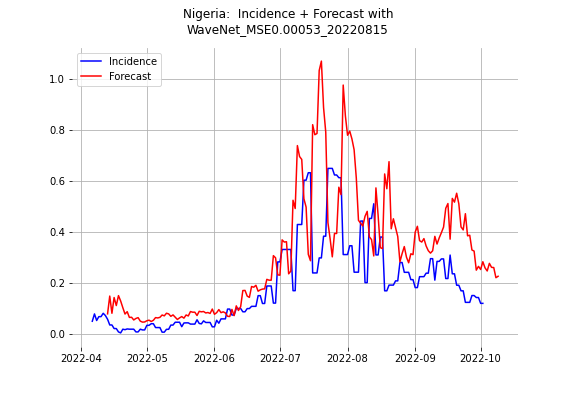 Nigeria:  Incidence + Forecast with
WaveNet_MSE0.00053_20220815
Incidence
Forecast
1.0
0.8
0.6
0.4
0.2
0.0
2022-04 2022-05 2022-06 2022-07 2022-08 2022-09 2022-10